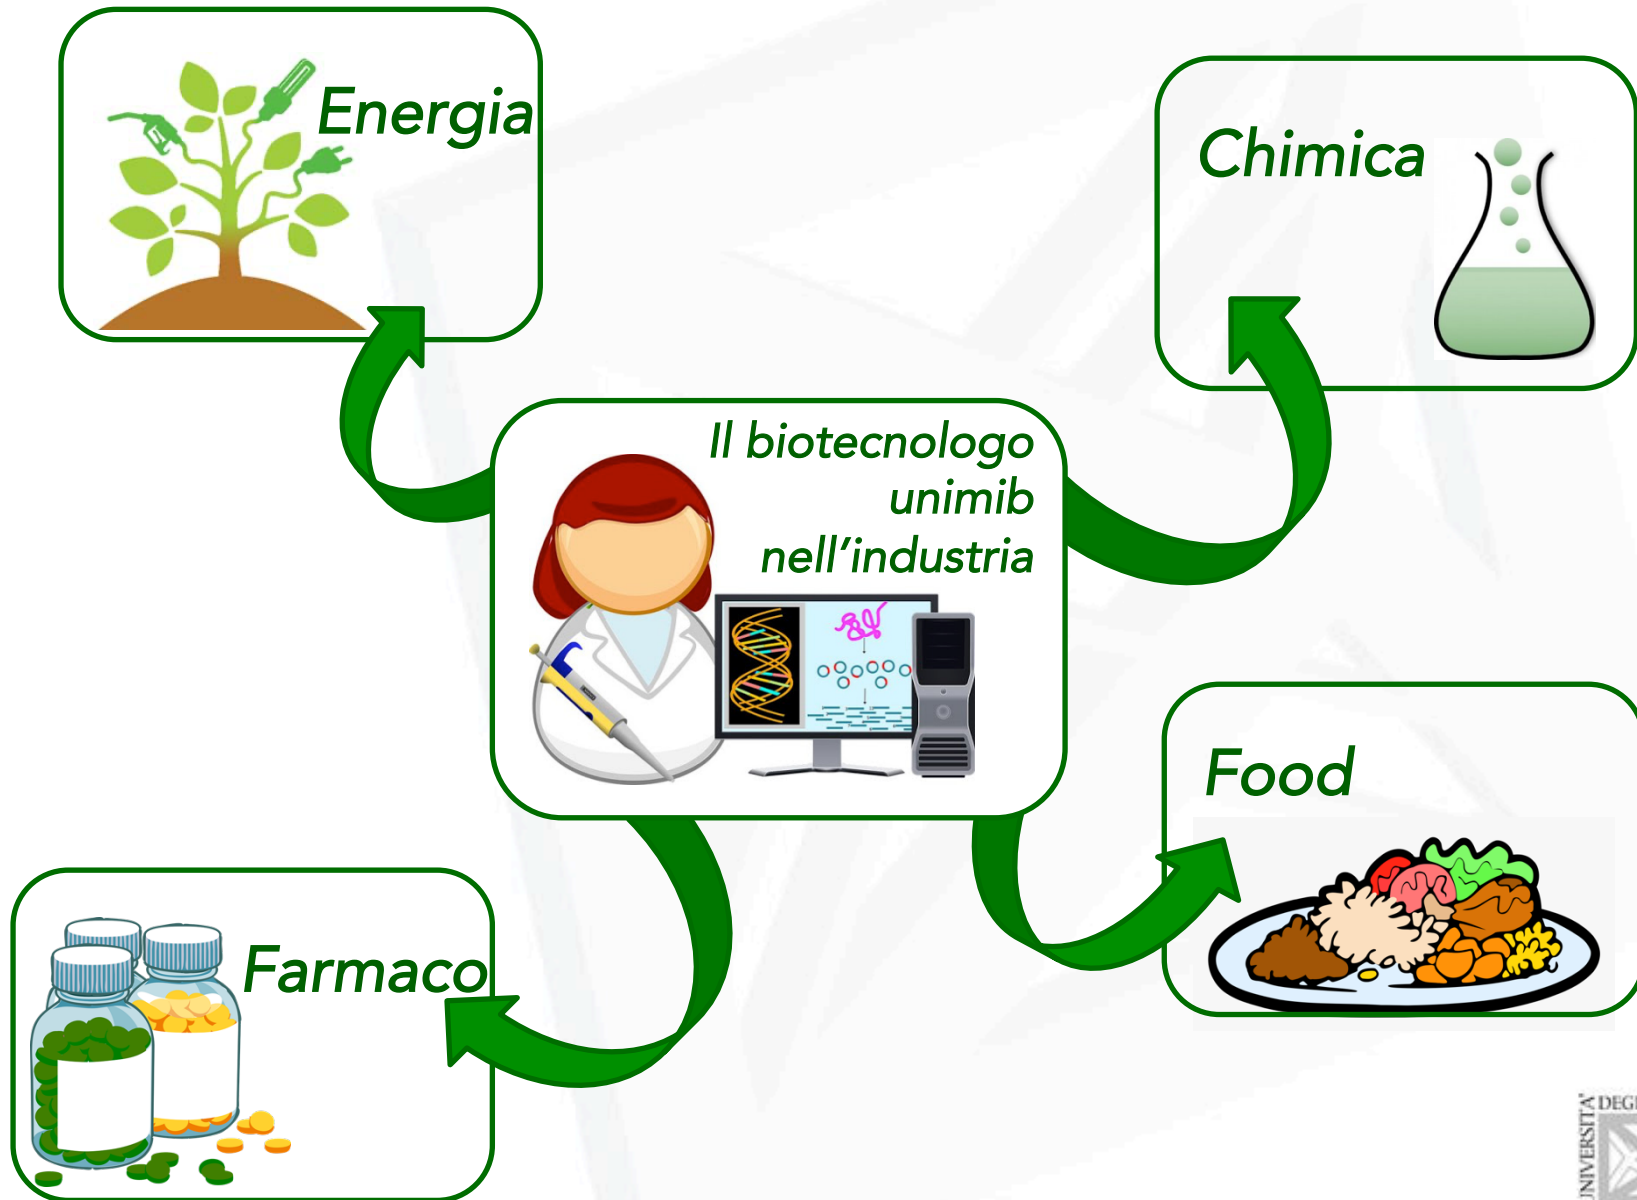 Energia
Chimica
Il biotecnologo
unimib
nell’industria
Food
Farmaco